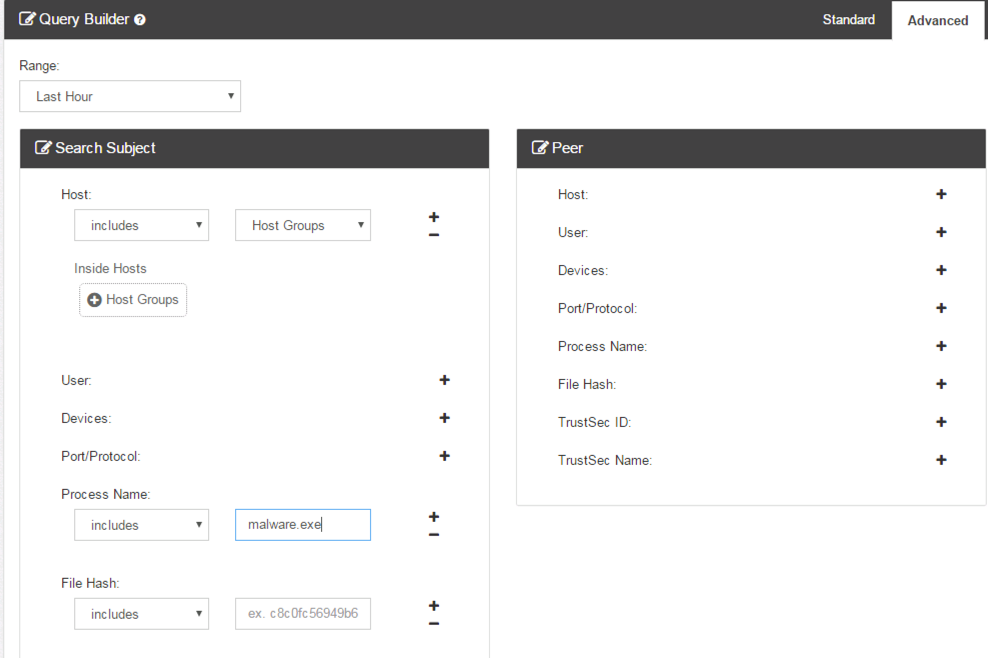 Query Builder
Standard
Advanced
Range:
Last Hour
Search Subject
Host:
includes
Host Groups
Inside Hosts
Host Groups
User:
Devices:
Port/Protocol:
Process Name:
includes
malware.exe
File Hash:
includes
ex. c8c0fc56949b6
Peer
Host:
User:
Devices:
Port/Protocol:
Process Name:
File Hash:
TrustSec ID:
TrustSec Name: